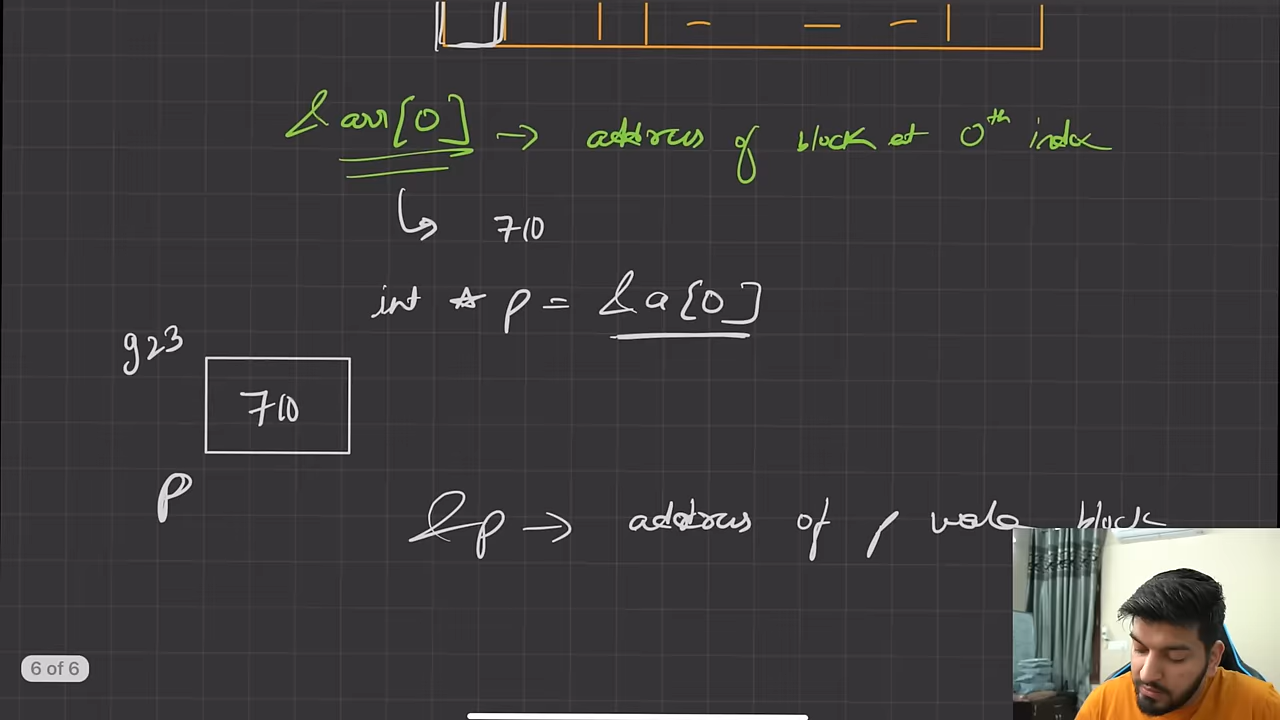 &arr[0] → address of block at 0th index
↳ 710
int * p = &a[0]
923
710
p
&p → address of p wala block
6 of 6